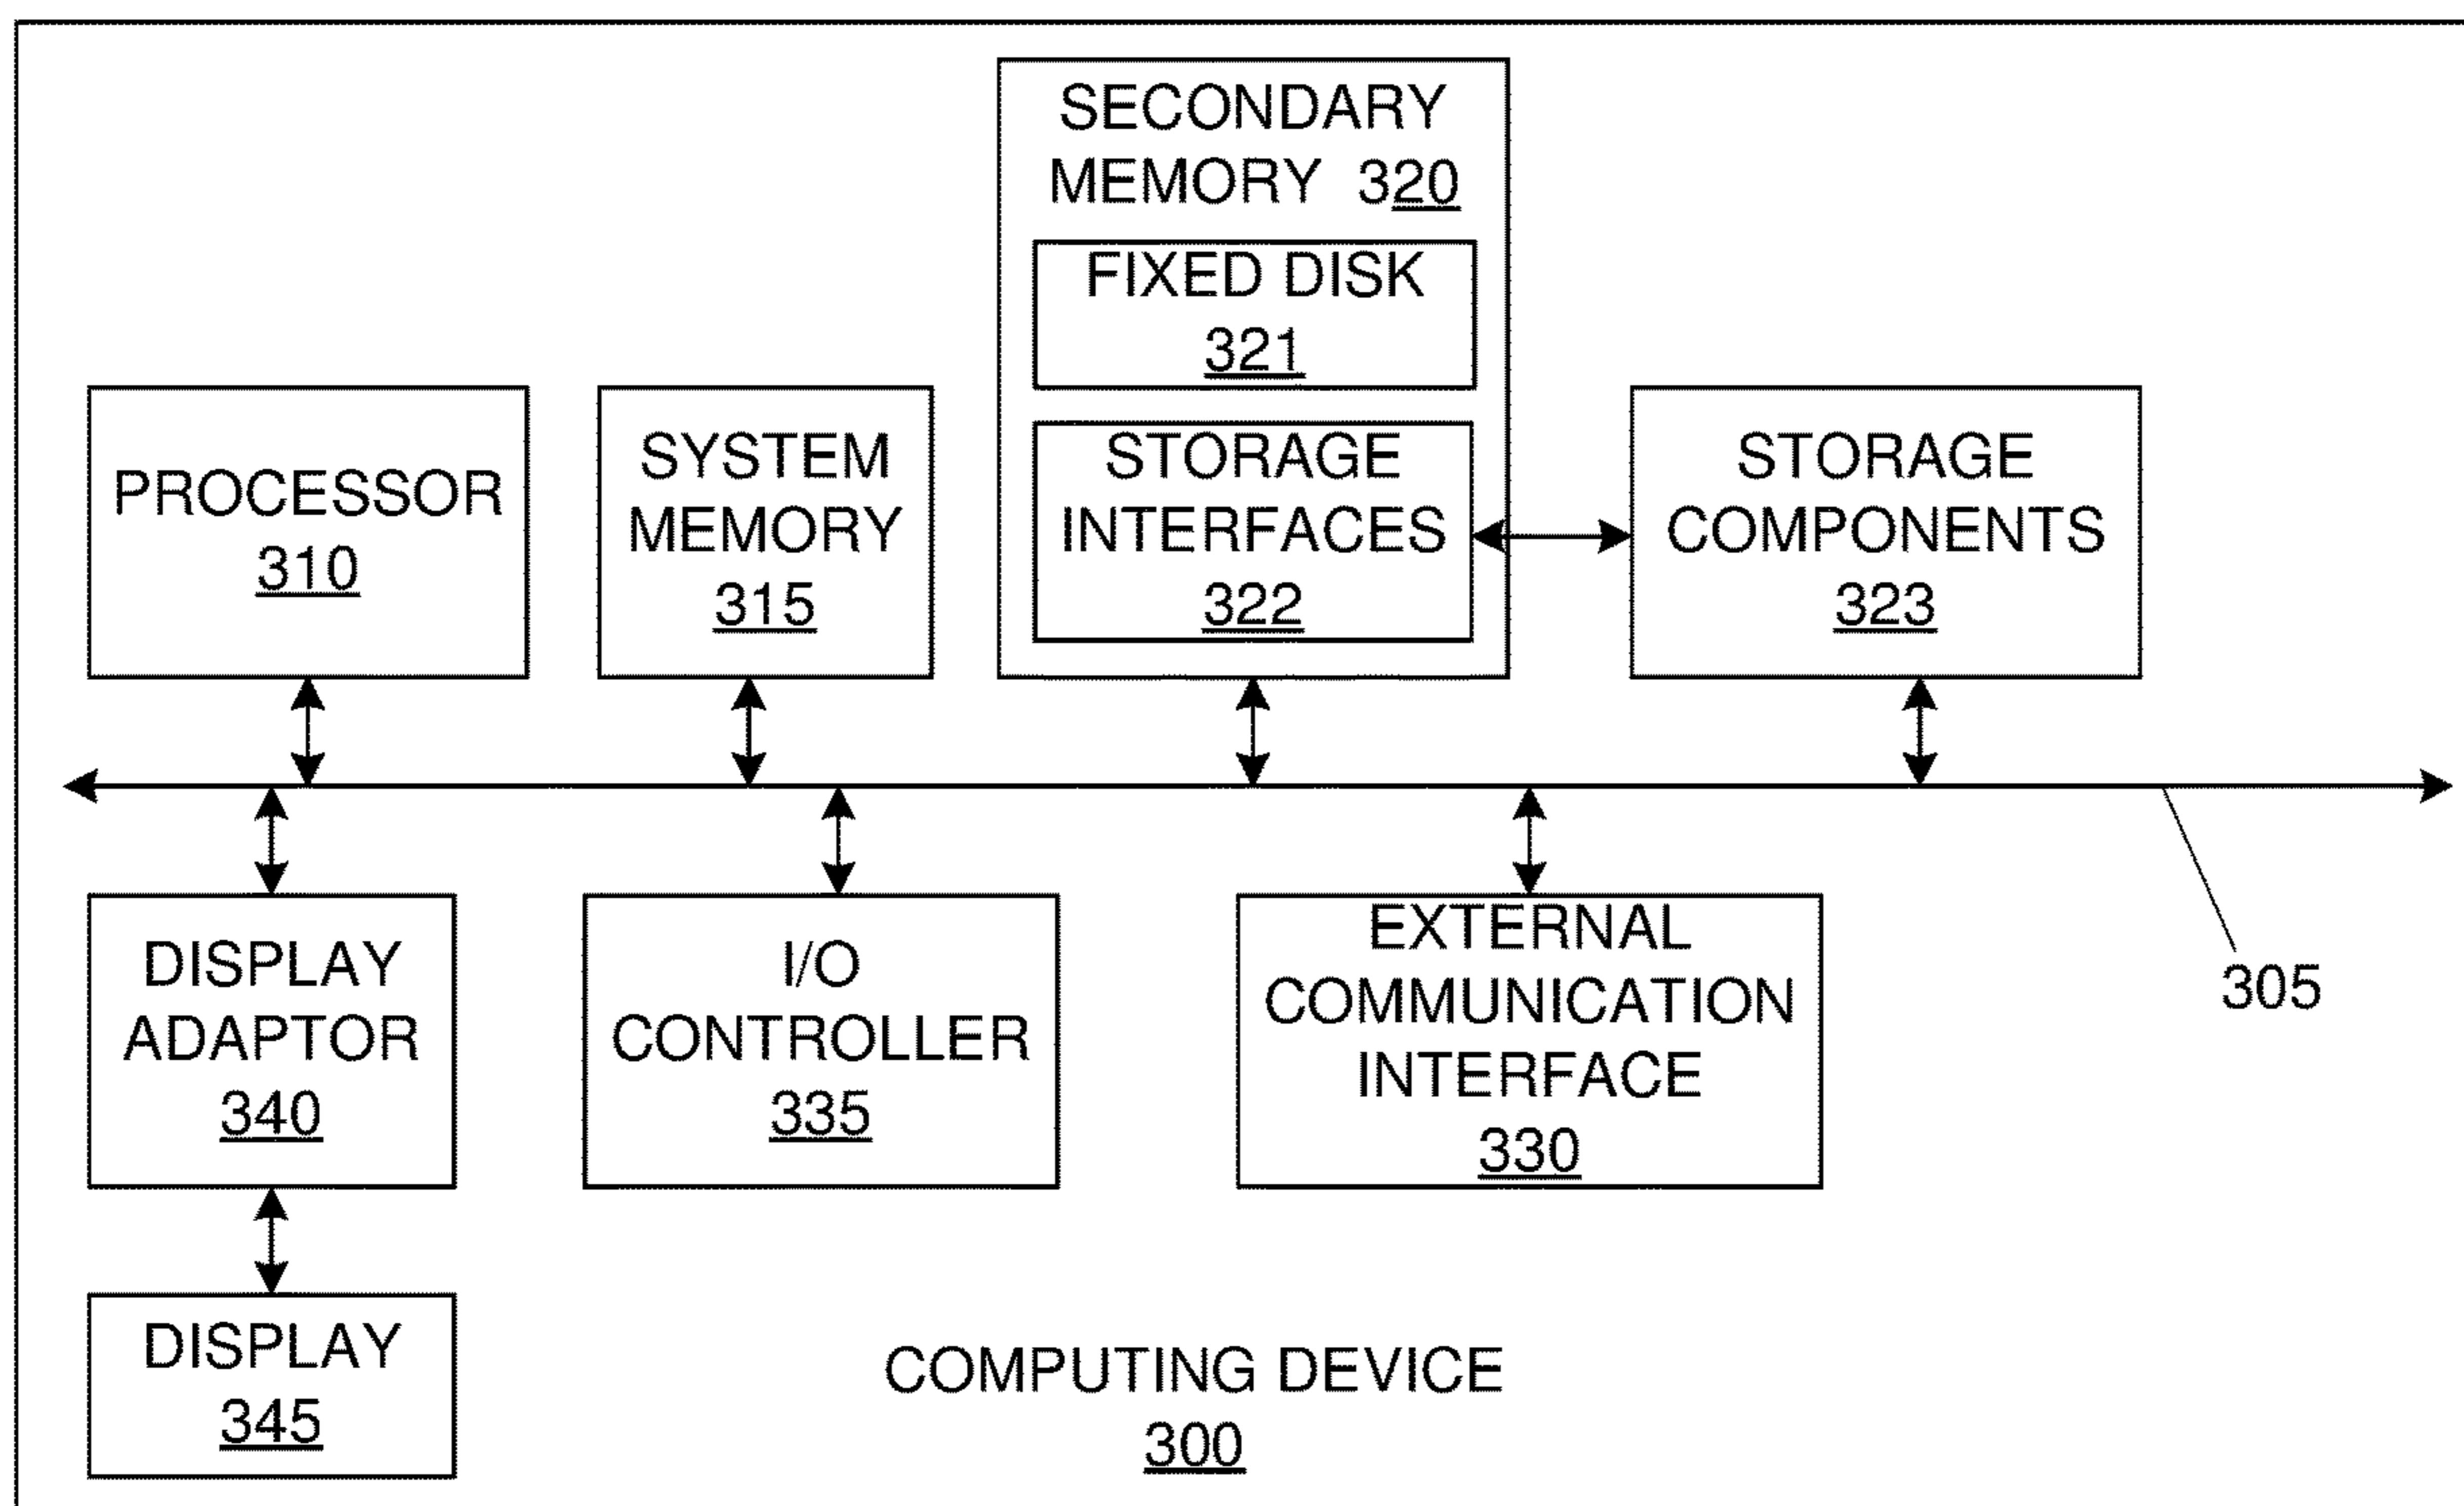 SECONDARY
MEMORY 320
FIXED DISK
321
STORAGE
INTERFACES
322
PROCESSOR
310
SYSTEM
MEMORY
315
STORAGE
COMPONENTS
323
DISPLAY
ADAPTOR
340
I/O
CONTROLLER
335
EXTERNAL
COMMUNICATION
INTERFACE
330
305
DISPLAY
345
COMPUTING DEVICE
300